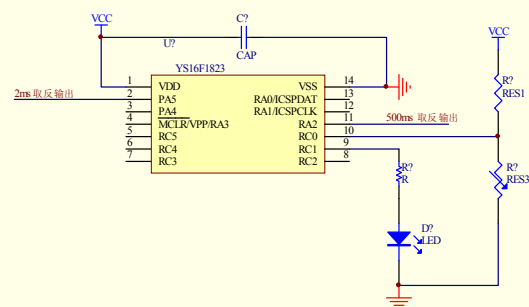 VCC
C?
CAP
U?
VCC
YS16F1823
R?
RES1
1 VDD VSS 14
2ms 取反输出 2 PA5 RA0/ICSPDAT 13
3 PA4 RA1/ICSPCLK 12
4 MCLR/VPP/RA3 RA2 11 500ms 取反输出
5 RC5 RC0 10
6 RC4 RC1 9
7 RC3 RC2 8
R?
R
R?
RES3
D?
LED